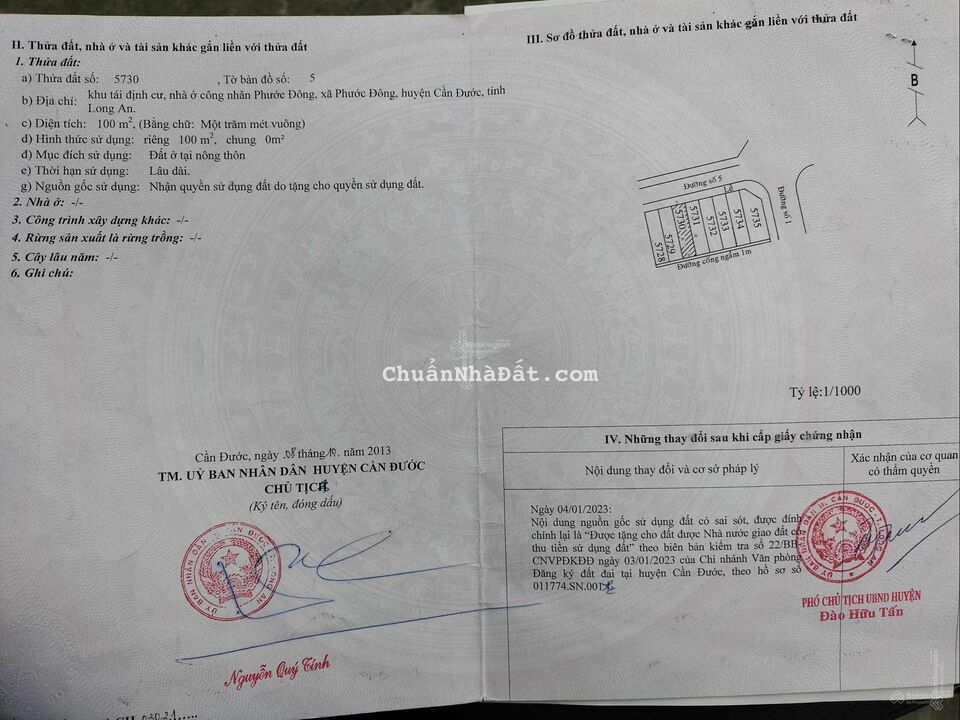 II. Thửa đất, nhà ở và tài sản khác gắn liền với thửa đất
1. Thửa đất:
a) Thửa đất số: 5730 , Tờ bản đồ số: 5
b) Địa chỉ: khu tái định cư, nhà ở công nhân Phước Đông, xã Phước Đông, huyện Cần Đước, tỉnh
Long An.
c) Diện tích: 100 m², (Bằng chữ: Một trăm mét vuông)
d) Hình thức sử dụng: riêng 100 m², chung 0m²
đ) Mục đích sử dụng: Đất ở tại nông thôn
e) Thời hạn sử dụng: Lâu dài.
g) Nguồn gốc sử dụng: Nhận quyền sử dụng đất do tặng cho quyền sử dụng đất.
2. Nhà ở: -/-
3. Công trình xây dựng khác: -/-
4. Rừng sản xuất là rừng trồng: -/-
5. Cây lâu năm: -/-
6. Ghi chú:
Cần Đước, ngày 08 tháng 10 năm 2013
TM. UỶ BAN NHÂN DÂN HUYỆN CẦN ĐƯỚC
CHỦ TỊCH
(Ký tên, đóng dấu)
Nguyễn Quý Tính
III. Sơ đồ thửa đất, nhà ở và tài sản khác gắn liền với thửa đất
B
Đường số 5
Lề
Đường số 1
5728
5729
5730
5731
5732
5733
5734
5735
Đường cống ngầm 1m
Tỷ lệ:1/1000
ChuẩnNhàĐất.com
IV. Những thay đổi sau khi cấp giấy chứng nhận
Nội dung thay đổi và cơ sở pháp lý
Xác nhận của cơ quan
có thẩm quyền
Ngày 04/01/2023:
Nội dung nguồn gốc sử dụng đất có sai sót, được đính
chính lại là “Được tặng cho đất được Nhà nước giao đất có
thu tiền sử dụng đất” theo biên bản kiểm tra số 22/BB
CNVPĐKĐĐ ngày 03/01/2023 của Chi nhánh Văn phòng
Đăng ký đất đai tại huyện Cần Đước, theo hồ sơ số
011774.SN.001
PHÓ CHỦ TỊCH UBND HUYỆN
Đào Hữu Tấn